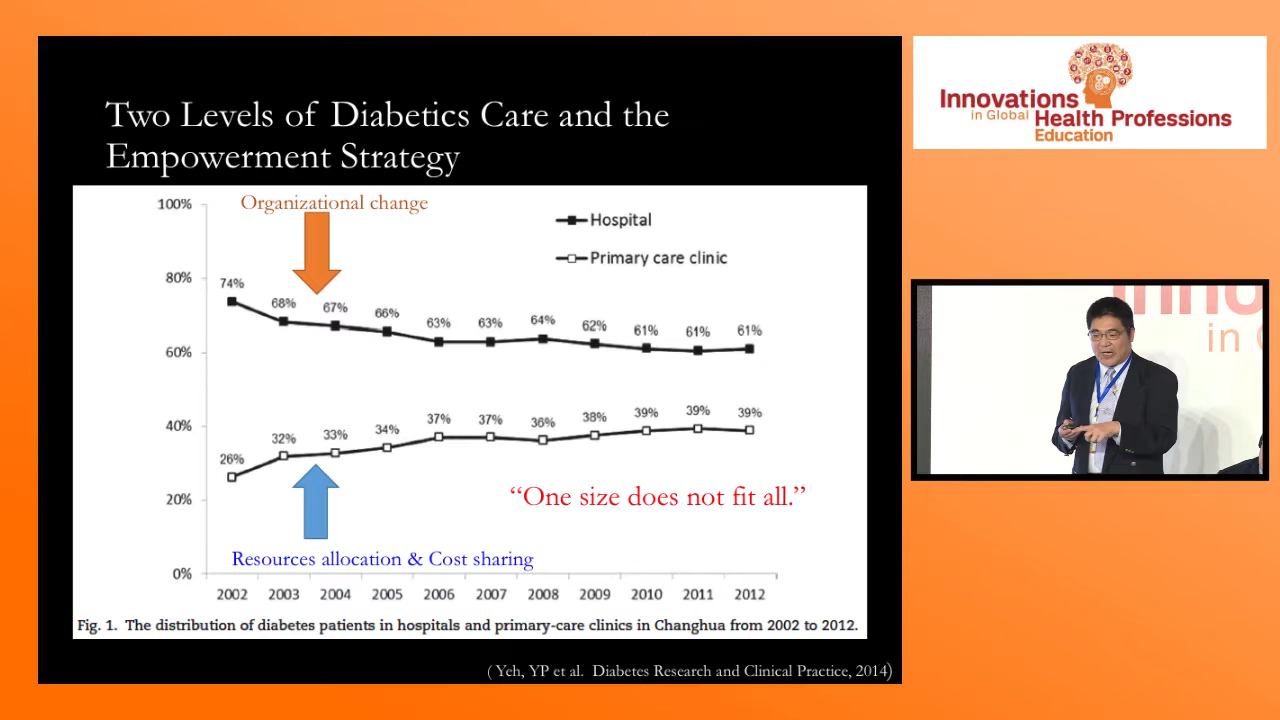 Two Levels of Diabetics Care and the
Empowerment Strategy
Organizational change
100%
80%
60%
40%
20%
0%
Hospital
Primary care clinic
74%
68%
67%
66%
63%
63%
64%
62%
61%
61%
61%
26%
32%
33%
34%
37%
37%
36%
38%
39%
39%
39%
“One size does not fit all.”
Resources allocation & Cost sharing
2002 2003 2004 2005 2006 2007 2008 2009 2010 2011 2012
Fig. 1. The distribution of diabetes patients in hospitals and primary-care clinics in Changhua from 2002 to 2012.
( Yeh, YP et al. Diabetes Research and Clinical Practice, 2014)
Innovations
in Global Health Professions
Education
in